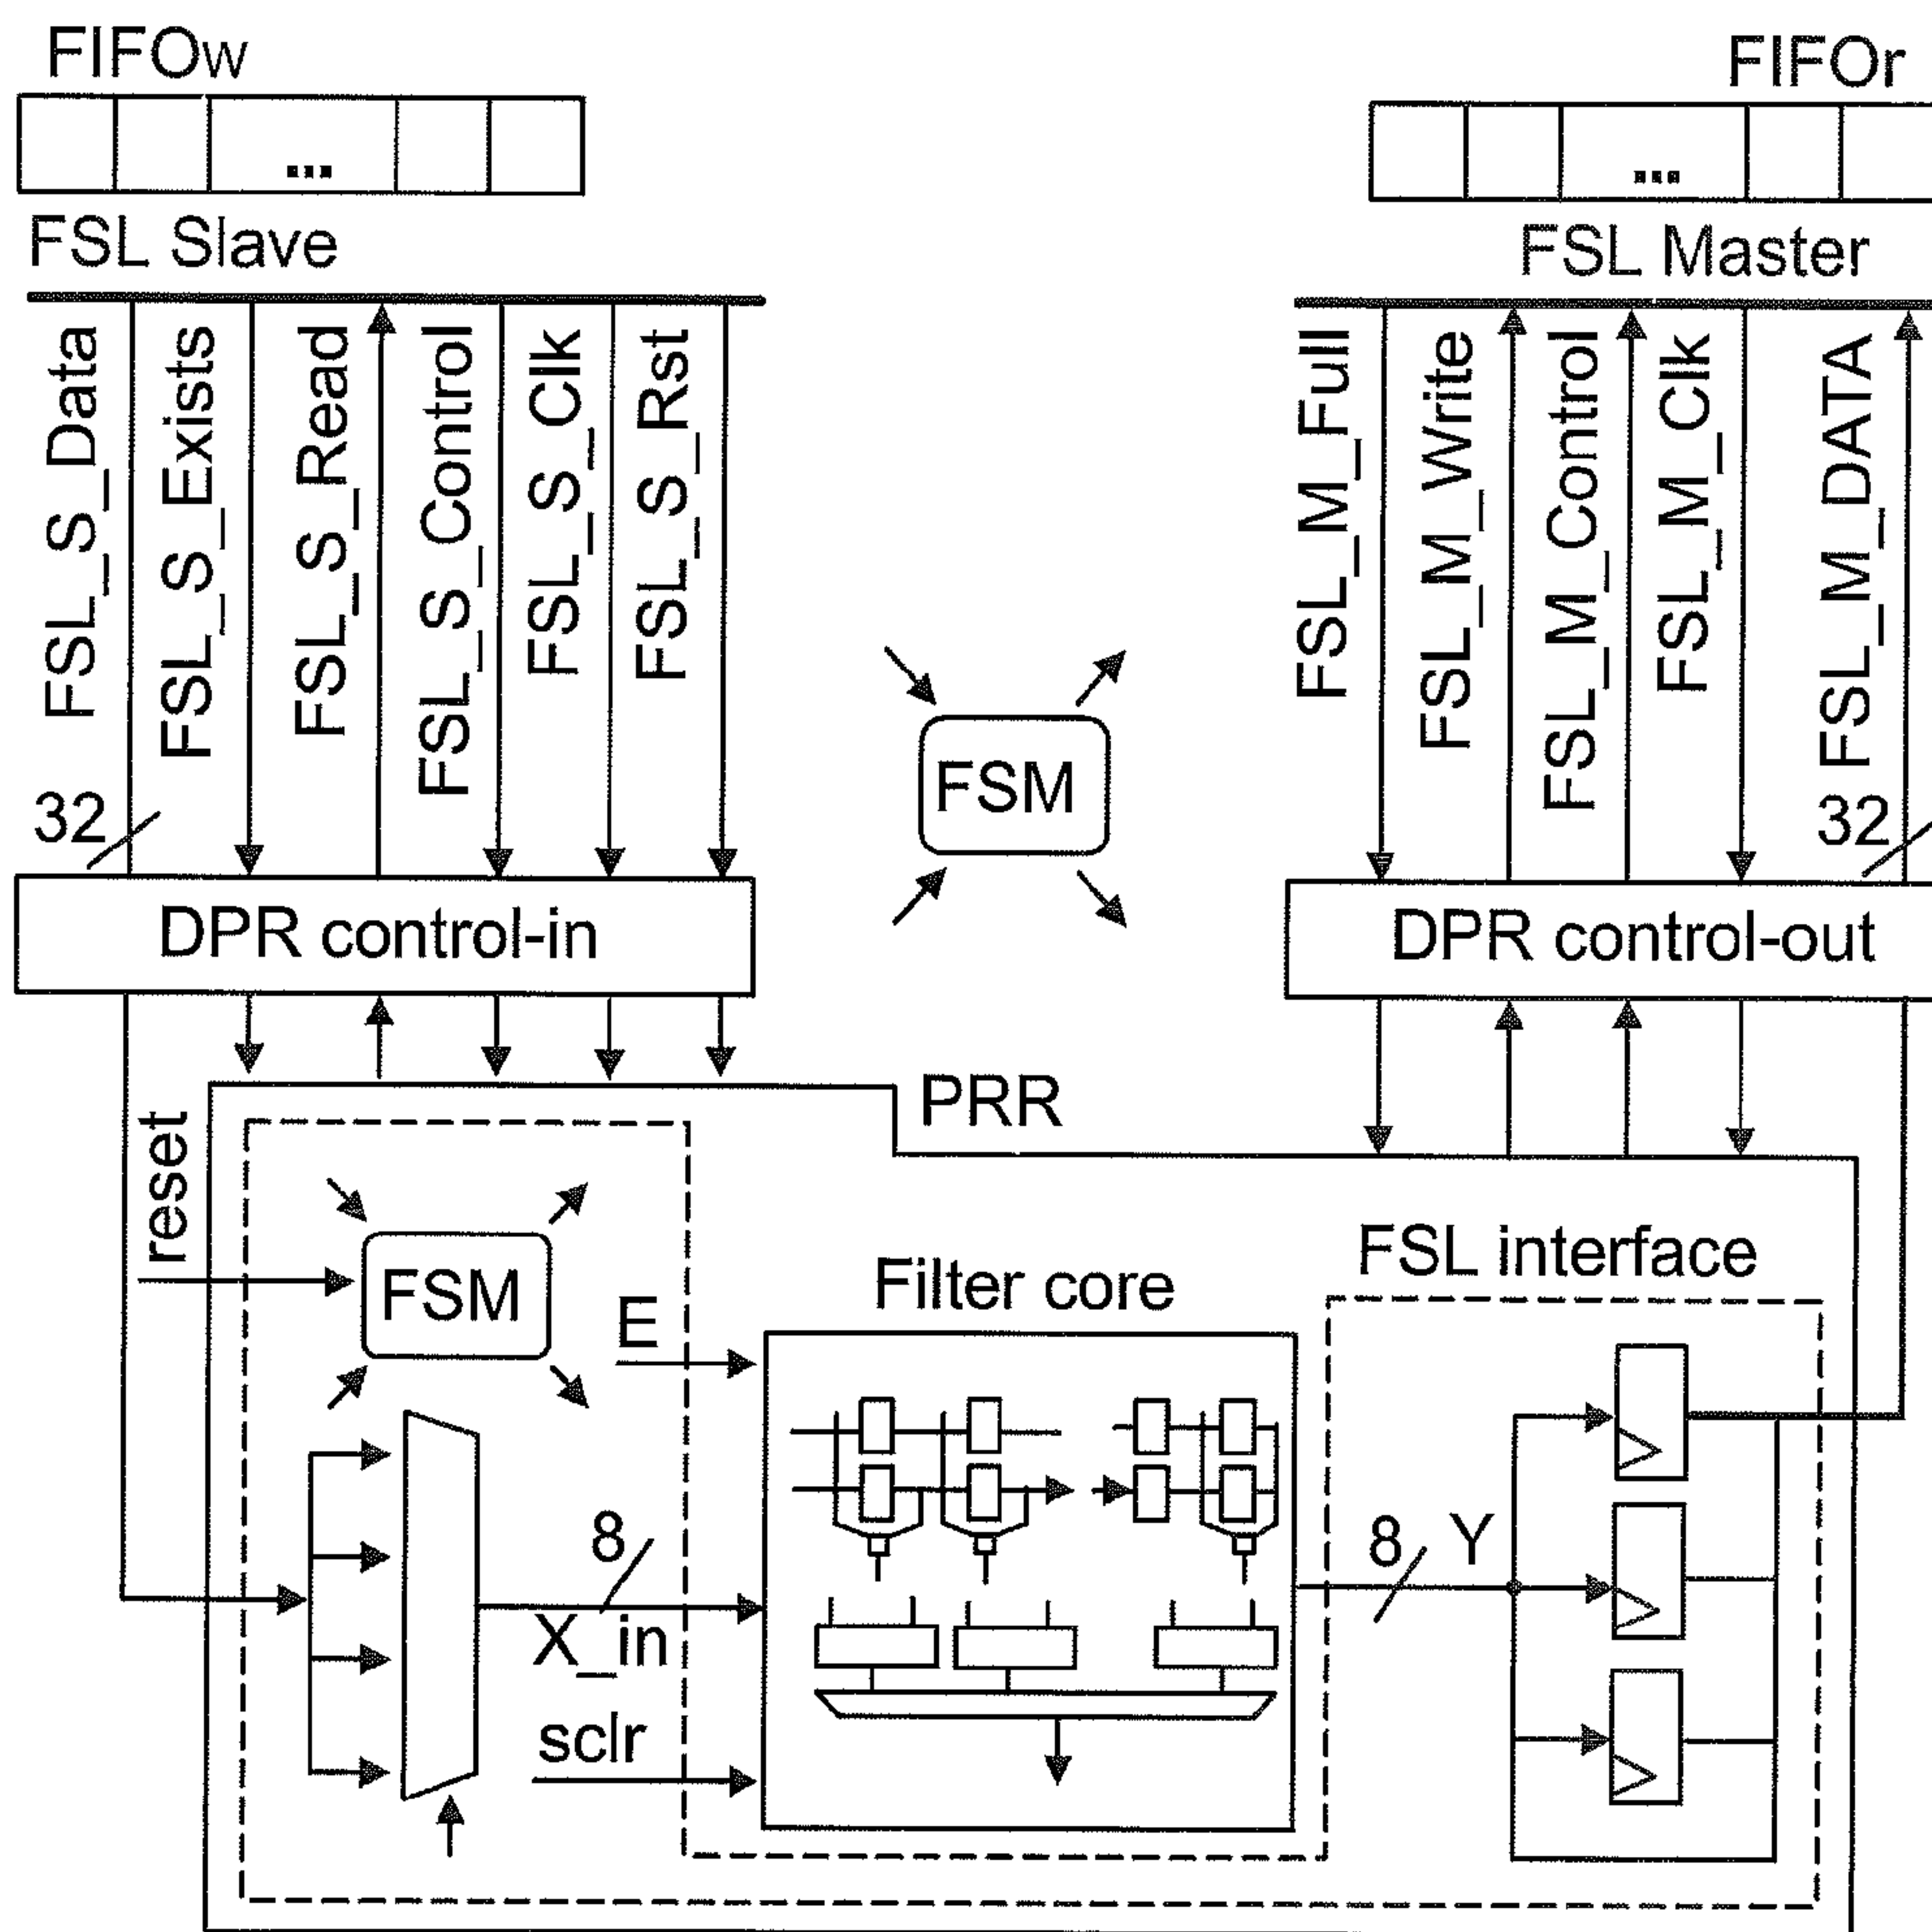 FIFOw
FIFOr
...
...
FSL Slave
FSL Master
FSL_S_Data
FSL_S_Exists
FSL_S_Read
FSL_S_Control
FSL_S_Clk
FSL_S_Rst
FSL_M_Full
FSL_M_Write
FSL_M_Control
FSL_M_Clk
FSL_M_DATA
32
32
FSM
DPR control-in
DPR control-out
PRR
reset
FSM
E
Filter core
FSL interface
8
X_in
sclr
8
Y